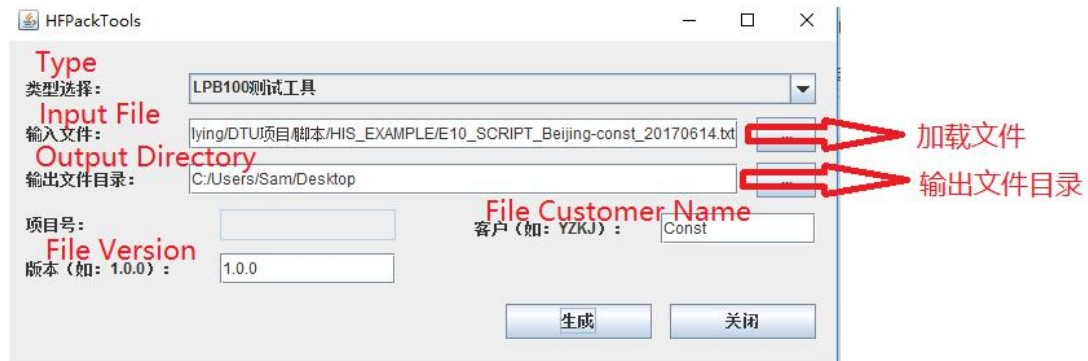 HFPackTools
Type
类型选择: LPB100测试工具
Input File
输入文件: lying/DTU项目/脚本/HIS_EXAMPLE/E10_SCRIPT_Beijing-const_20170614.txt ... 加载文件
Output Directory
输出文件目录: C:/Users/Sam/Desktop ... 输出文件目录
File Customer Name
项目号: 客户（如: YZKJ）: Const
File Version
版本（如: 1.0.0）: 1.0.0
生成 关闭